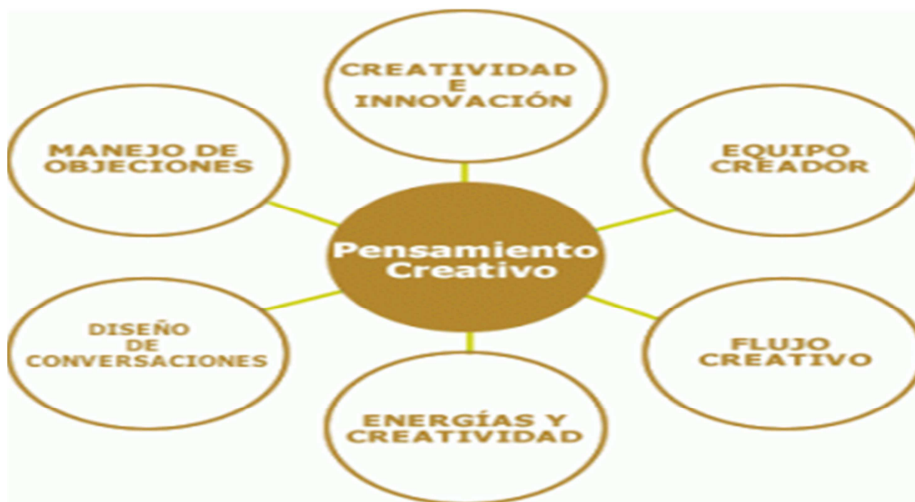 CREATIVIDAD
E
INNOVACIÓN
MANEJO DE
OBJECIONES
EQUIPO
CREADOR
Pensamiento
Creativo
DISEÑO
DE
CONVERSACIONES
FLUJO
CREATIVO
ENERGÍAS Y
CREATIVIDAD